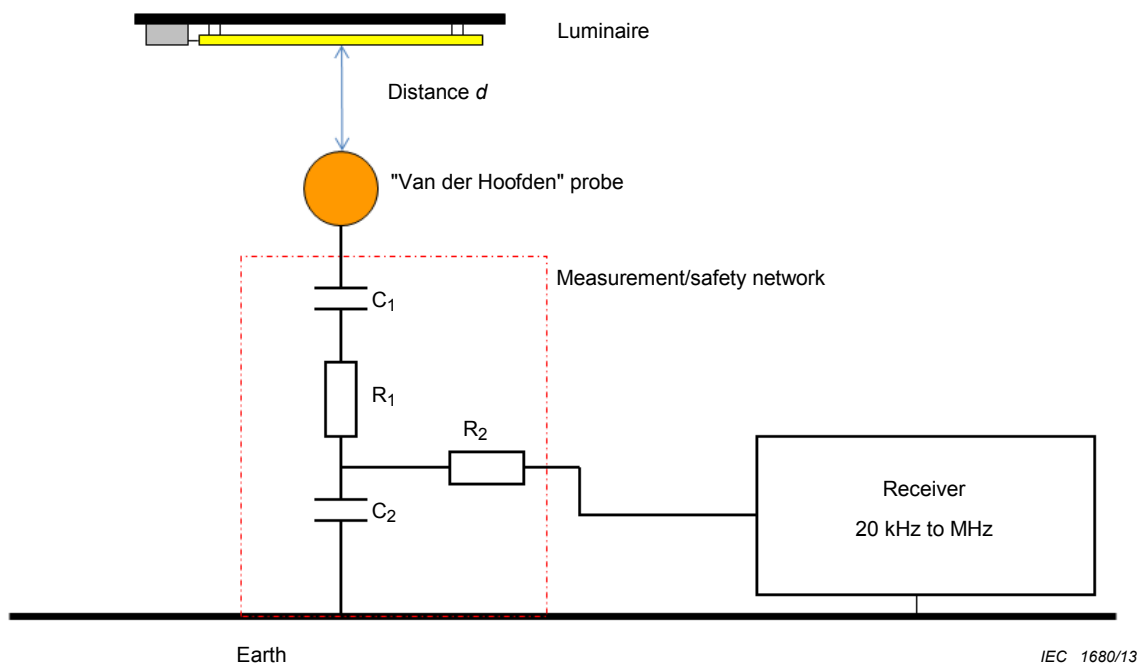 Luminaire
Distance d
"Van der Hoofden" probe
Measurement/safety network
C1
R1
R2
C2
Receiver
20 kHz to MHz
Earth
IEC 1680/13